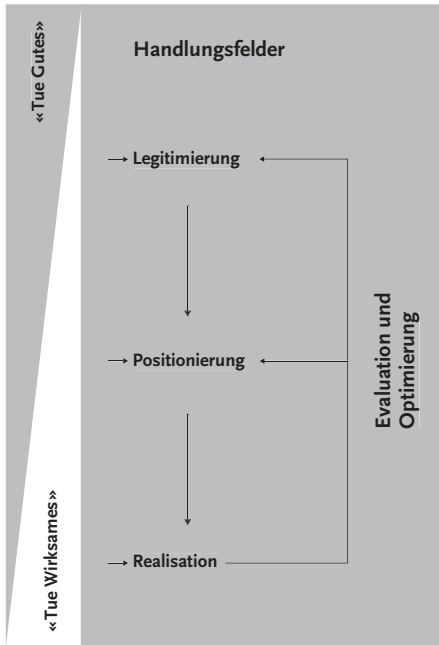 «Tue Gutes»
Handlungsfelder
Legitimierung
Positionierung
Evaluation und
Optimierung
«Tue Wirksames»
Realisation